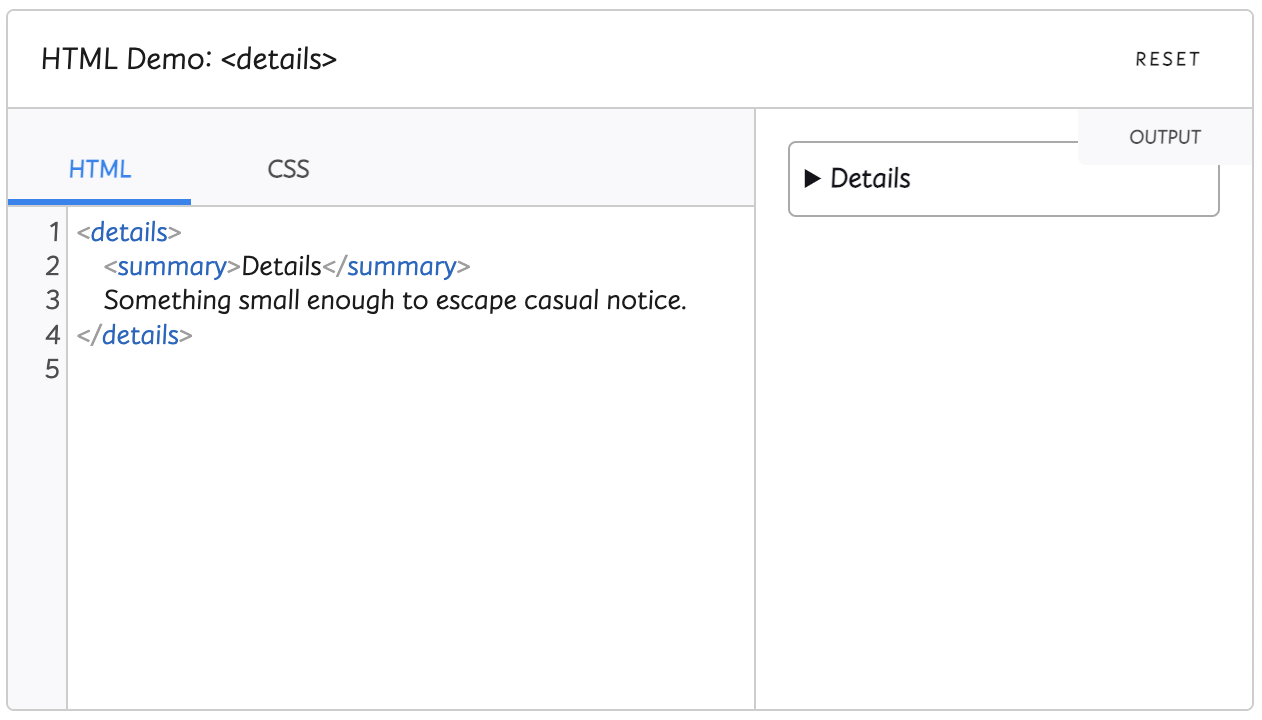 HTML Demo: <details>
RESET
HTML
CSS
1 <details>
2 <summary>Details</summary>
3 Something small enough to escape casual notice.
4 </details>
5
OUTPUT
▶ Details